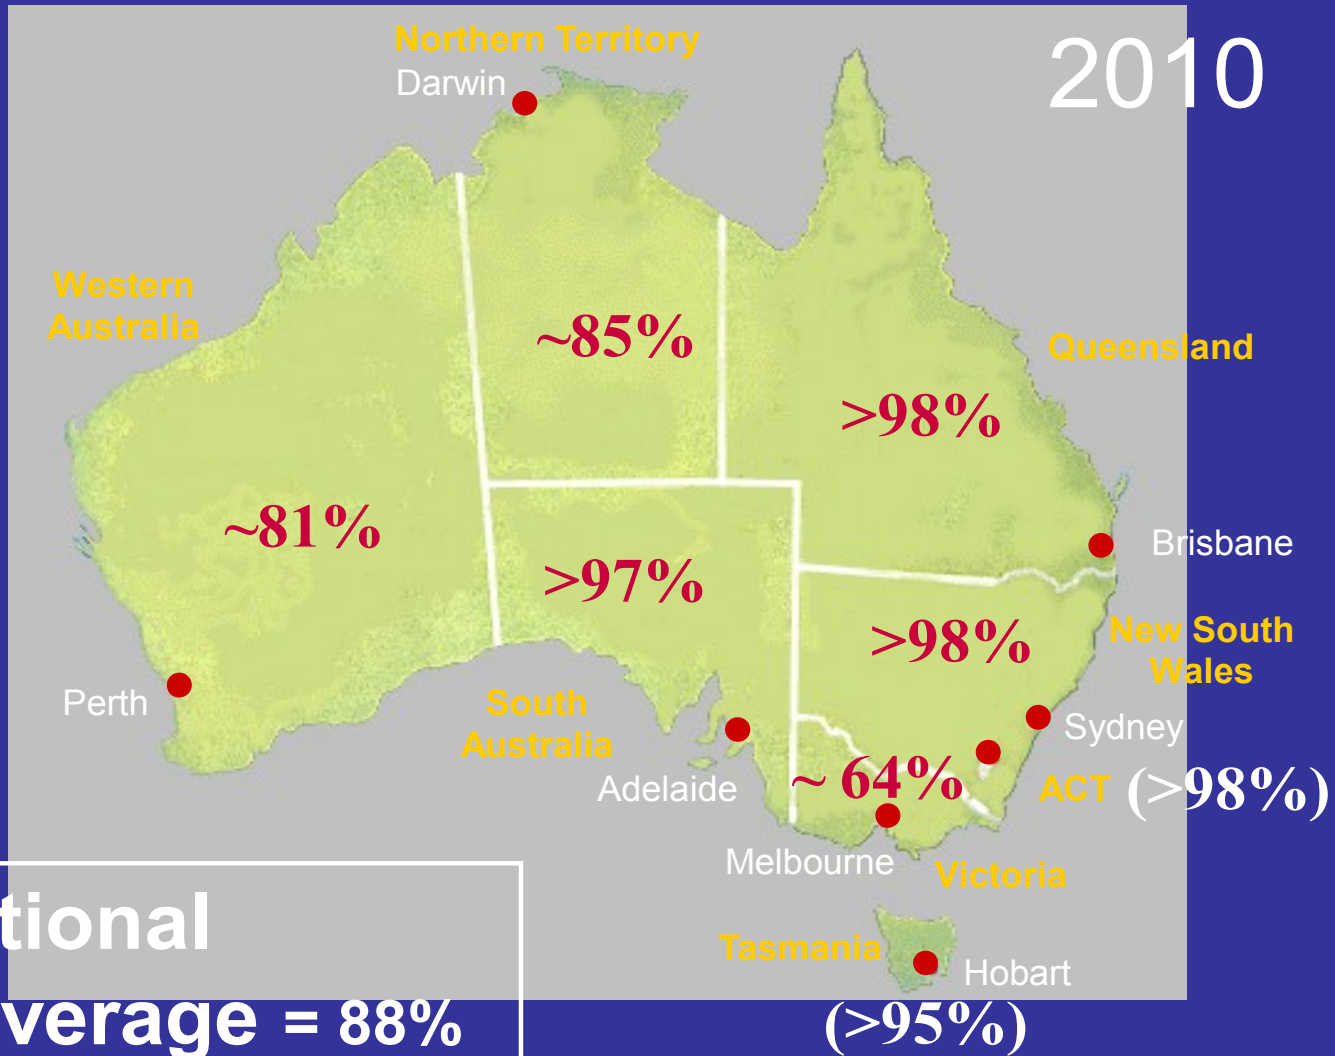 Northern Territory
2010
Darwin
Western
Australia
~85%
Queensland
>98%
~81%
Brisbane
>97%
New South
Wales
>98%
Perth
South
Australia
Sydney
~ 64%
ACT (>98%)
Adelaide
Melbourne
Victoria
tional
Tasmania
Hobart
verage = 88%
(>95%)